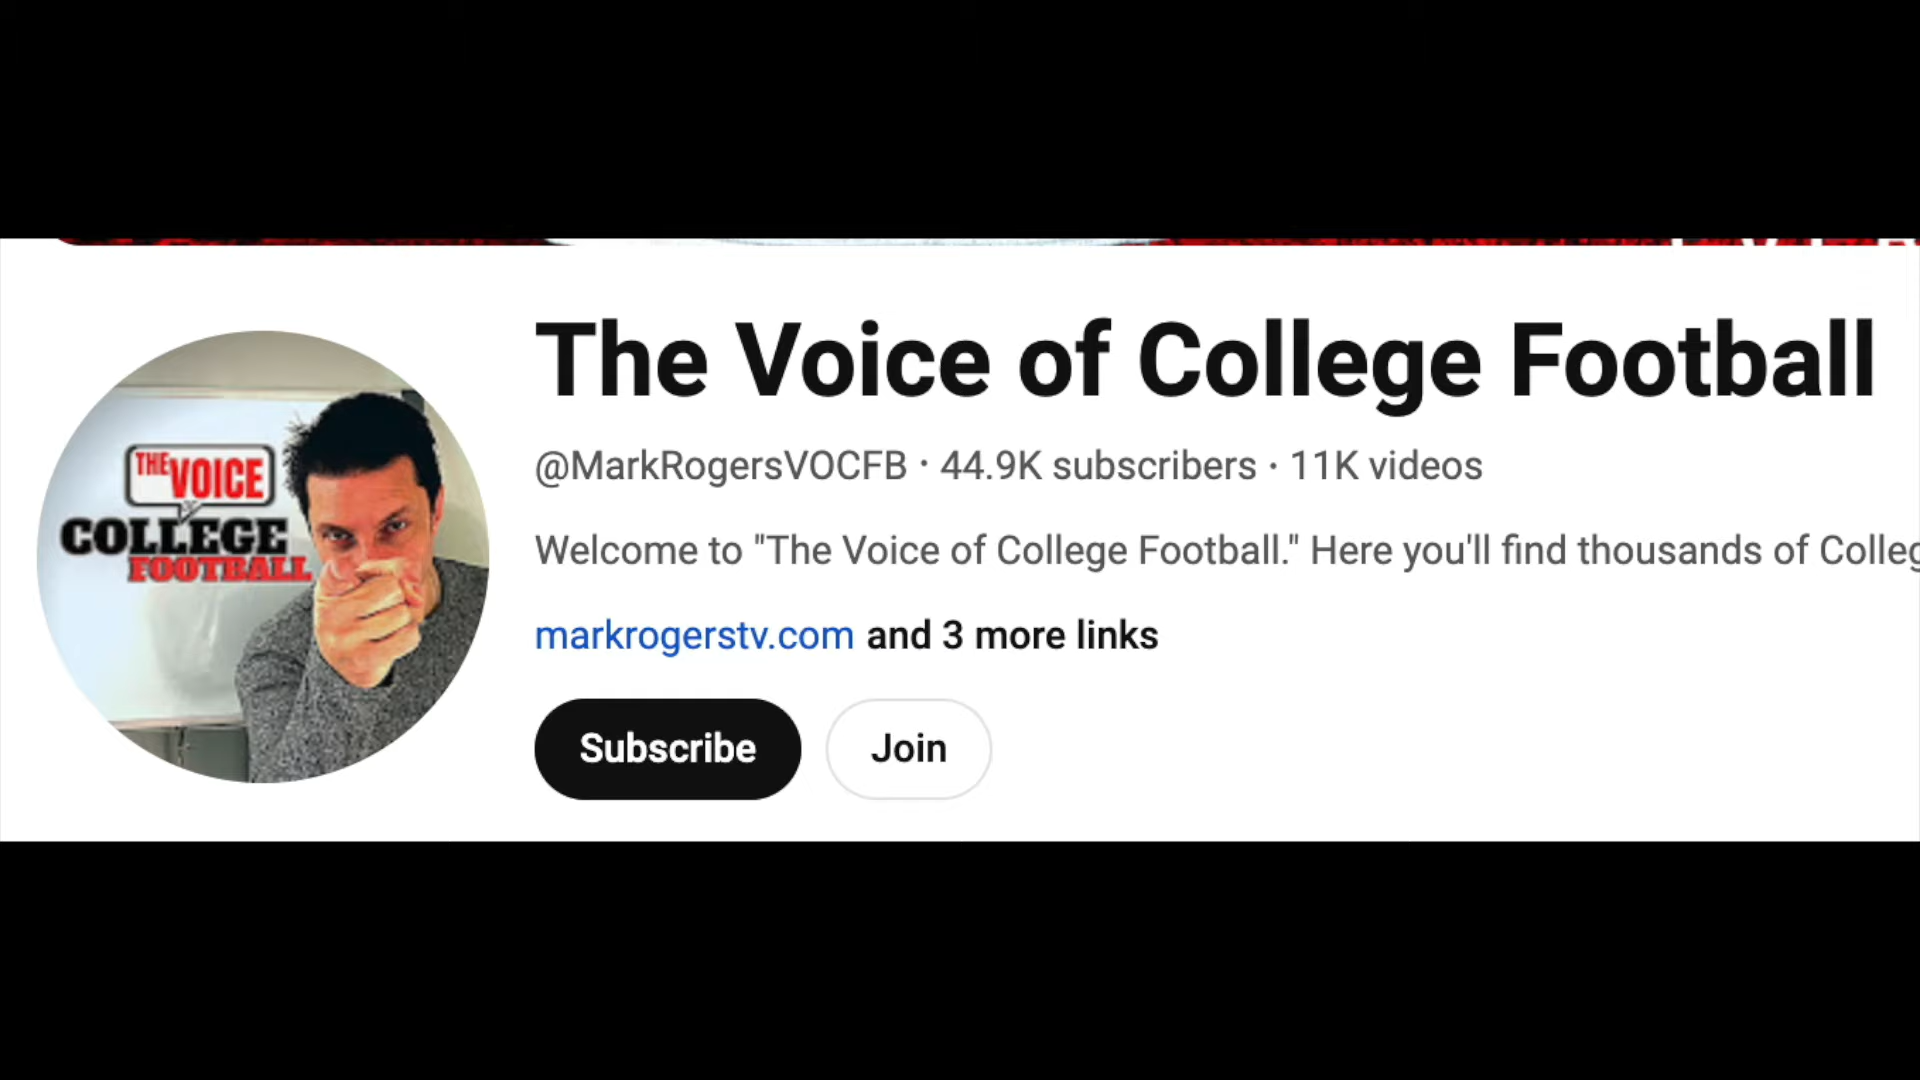 The Voice of College Football
@MarkRogersVOCFB · 44.9K subscribers · 11K videos
Welcome to "The Voice of College Football." Here you'll find thousands of Colleg
markrogerstv.com and 3 more links
Subscribe Join
THE VOICE
COLLEGE
FOOTBALL